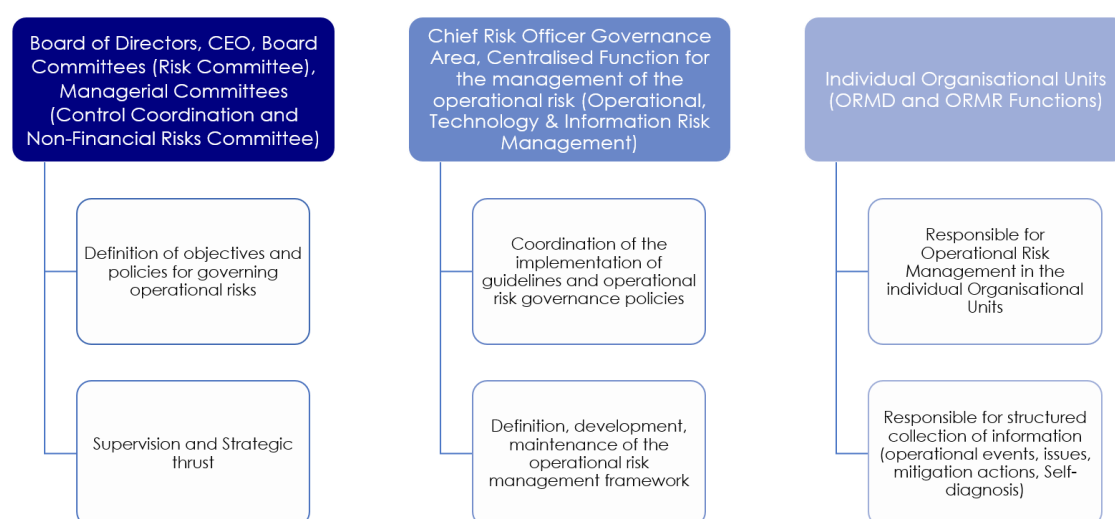 Board of Directors, CEO, Board
Committees (Risk Committee),
Managerial Committees
(Control Coordination and
Non-Financial Risks Committee)
Definition of objectives and
policies for governing
operational risks
Supervision and Strategic
thrust
Chief Risk Officer Governance
Area, Centralised Function for
the management of the
operational risk (Operational,
Technology & Information Risk
Management)
Coordination of the
implementation of
guidelines and operational
risk governance policies
Definition, development,
maintenance of the
operational risk
management framework
Individual Organisational Units
(ORMD and ORMR Functions)
Responsible for
Operational Risk
Management in the
individual Organisational
Units
Responsible for structured
collection of information
(operational events, issues,
mitigation actions, Self-
diagnosis)